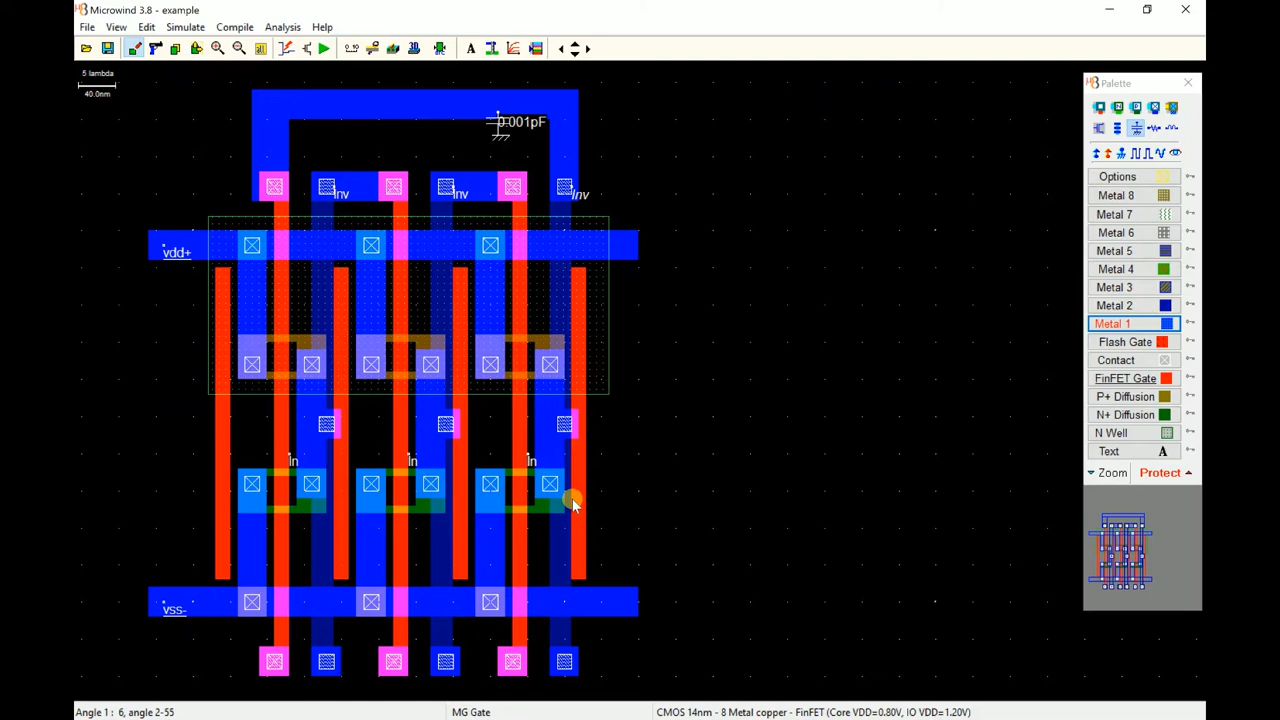 Microwind 3.8 - example
File View Edit Simulate Compile Analysis Help
5 lambda
40.0nm
0.001pF
Inv Inv Inv
vdd+
In In In
vss-
Palette
Options
Metal 8
Metal 7
Metal 6
Metal 5
Metal 4
Metal 3
Metal 2
Metal 1
Flash Gate
Contact
FinFET Gate
P+ Diffusion
N+ Diffusion
N Well
Text A
Zoom Protect
Angle 1 : 6, angle 2-55 MG Gate CMOS 14nm - 8 Metal copper - FinFET (Core VDD=0.80V, IO VDD=1.20V)